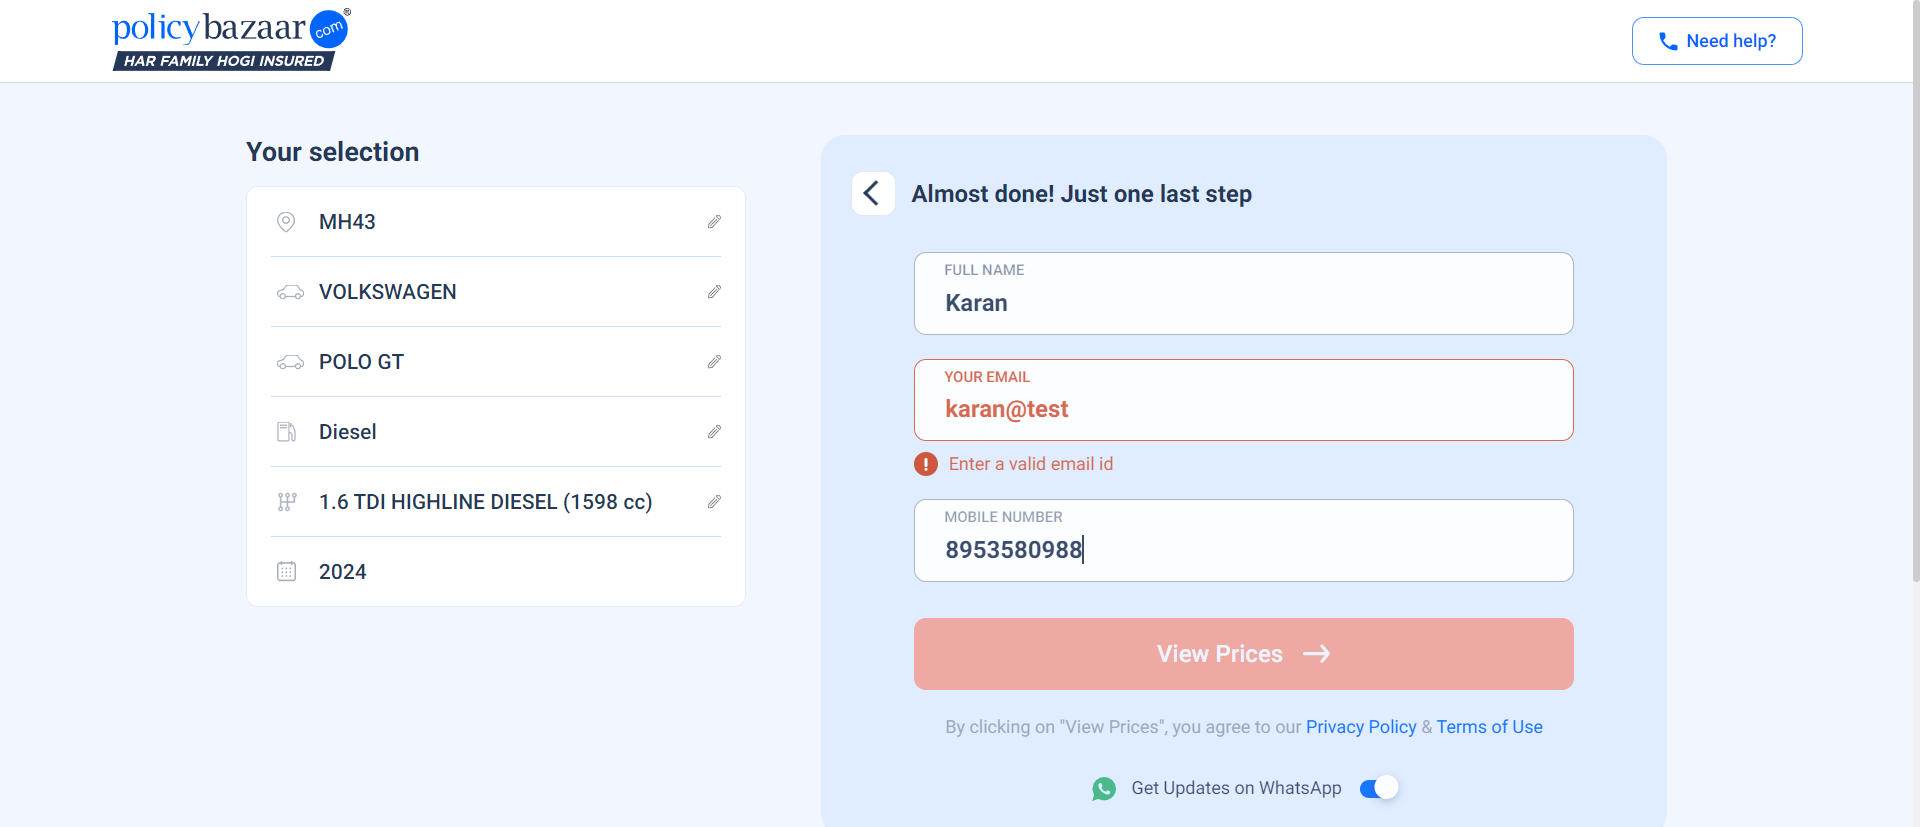 policybazaar com ®
HAR FAMILY HOGI INSURED
Need help?
Your selection
MH43
VOLKSWAGEN
POLO GT
Diesel
1.6 TDI HIGHLINE DIESEL (1598 cc)
2024
Almost done! Just one last step
FULL NAME
Karan
YOUR EMAIL
karan@test
Enter a valid email id
MOBILE NUMBER
8953580988
View Prices
By clicking on "View Prices", you agree to our Privacy Policy & Terms of Use
Get Updates on WhatsApp